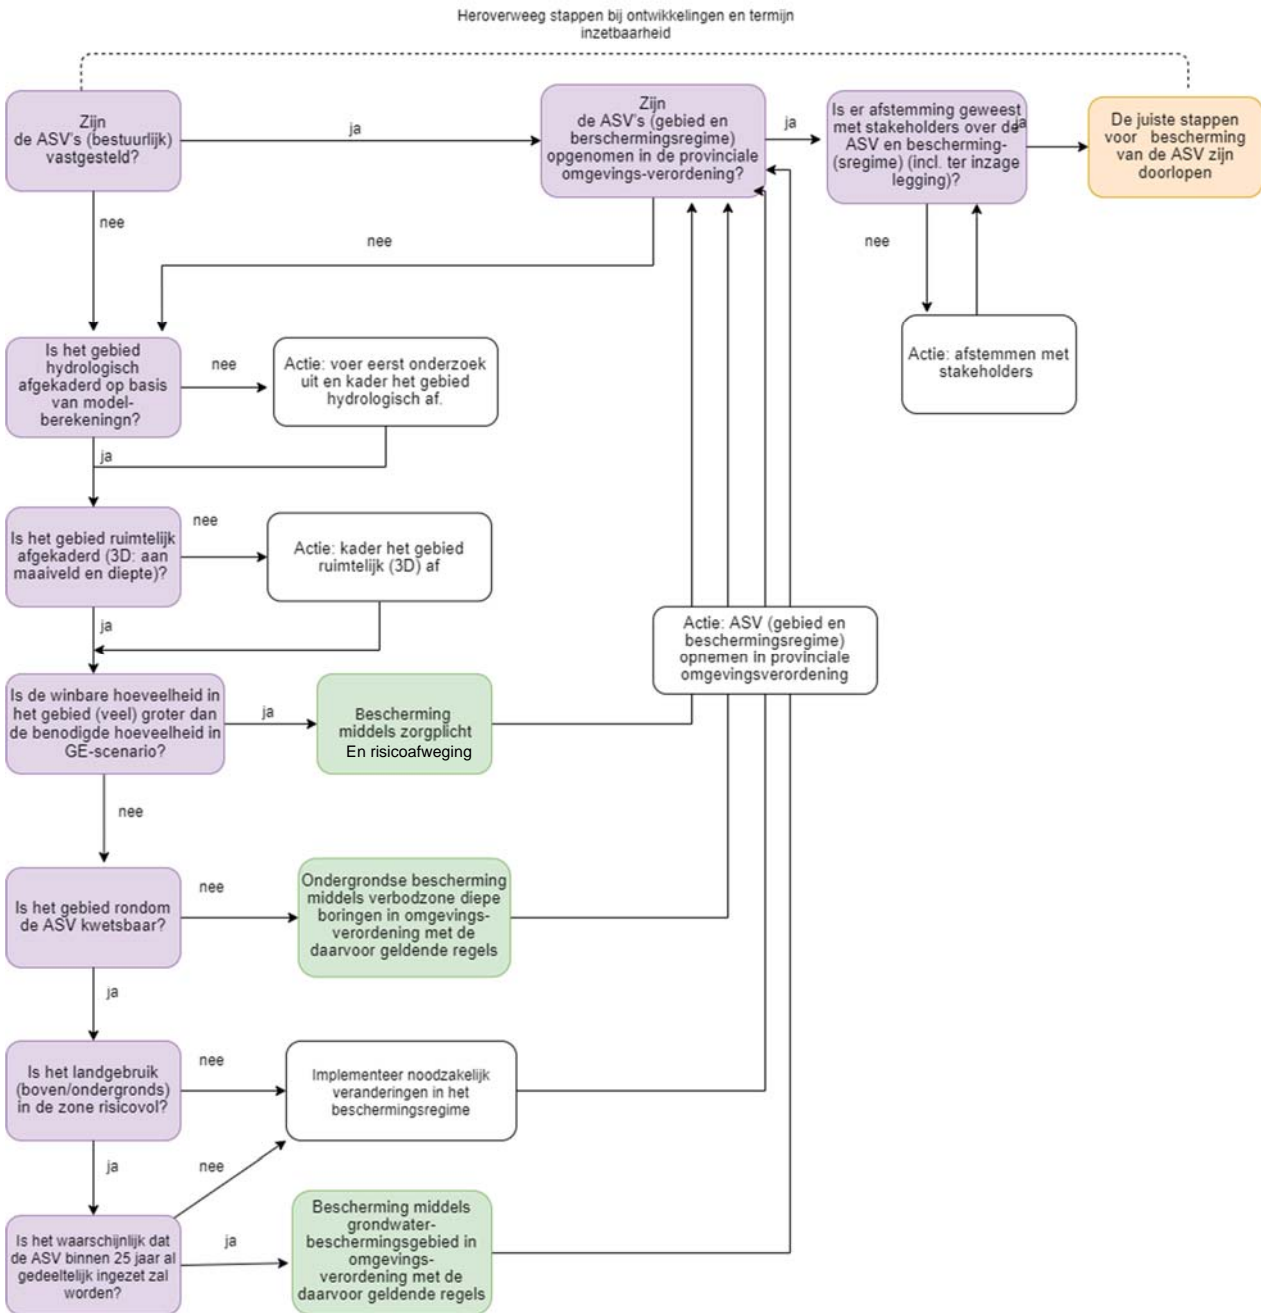 Heroverweeg stappen bij ontwikkelingen en termijn
inzetbaarheid
Zijn
de ASV's (bestuurlijk)
vastgesteld?
ja
Zijn
de ASV's (gebied en
berschermingsregime)
opgenomen in de provinciale
omgevings-verordening?
ja
Is er afstemming geweest
met stakeholders over de
ASV en bescherming-
(sregime) (incl. ter inzage
legging)?
ja
De juiste stappen
voor bescherming
van de ASV zijn
doorlopen
nee
nee
nee
Actie: afstemmen met
stakeholders
Is het gebied
hydrologisch
afgekaderd op basis
van model-
berekeningn?
nee
Actie: voer eerst onderzoek
uit en kader het gebied
hydrologisch af.
ja
Is het gebied ruimtelijk
afgekaderd (3D: aan
maaiveld en diepte)?
nee
Actie: kader het gebied
ruimtelijk (3D) af
ja
Actie: ASV (gebied en
beschermingsregime)
opnemen in provinciale
omgevingsverordening
Is de winbare hoeveelheid in
het gebied (veel) groter dan
de benodigde hoeveelheid in
GE-scenario?
ja
Bescherming
middels zorgplicht
En risicoafweging
nee
Is het gebied rondom
de ASV kwetsbaar?
nee
Ondergrondse bescherming
middels verbodzone diepe
boringen in omgevings-
verordening met de
daarvoor geldende regels
ja
Is het landgebruik
(boven/ondergronds)
in de zone risicovol?
nee
Implementeer noodzakelijk
veranderingen in het
beschermingsregime
ja
nee
Is het waarschijnlijk dat
de ASV binnen 25 jaar al
gedeeltelijk ingezet zal
worden?
ja
Bescherming middels
grondwater-
beschermingsgebied in
omgevings-
verordening met de
daarvoor geldende regels